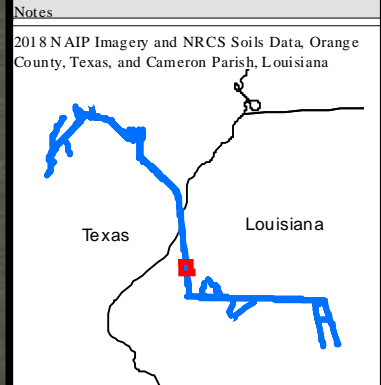 Notes
2018 NAIP Imagery and NRCS Soils Data, Orange
County, Texas, and Cameron Parish, Louisiana
Texas
Louisiana